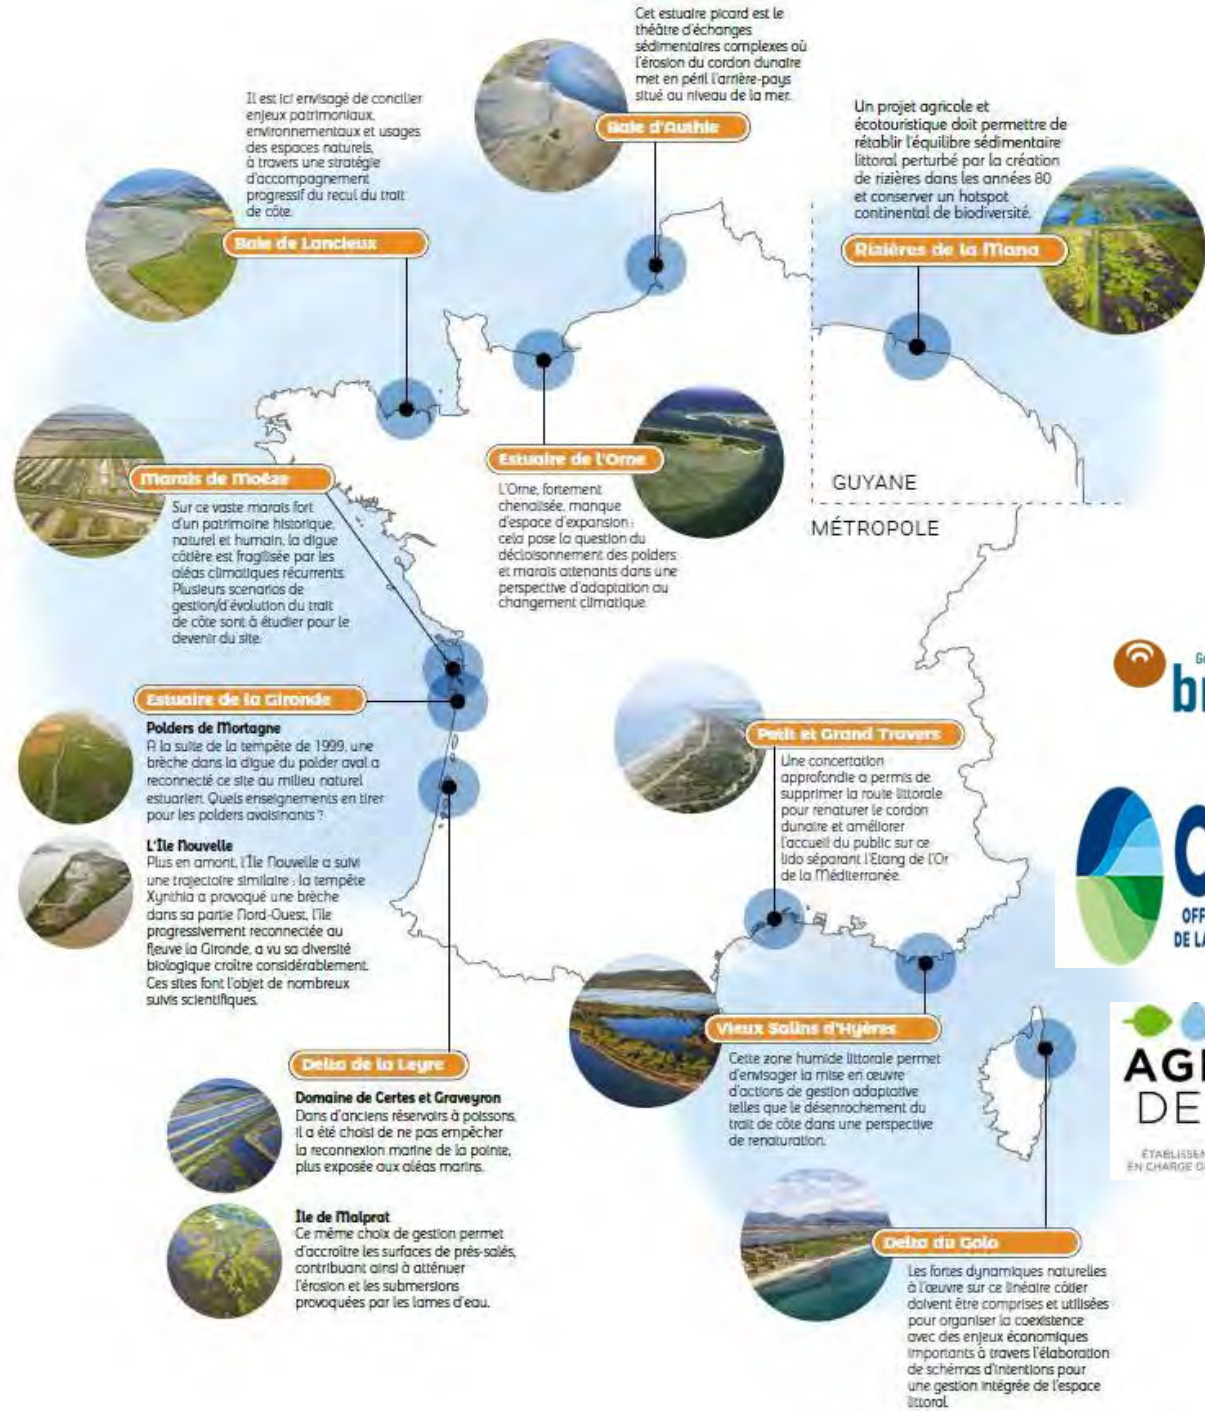 Cet estuaire picard est le
théâtre d'échanges
sédimentaires complexes où
l'érosion du cordon dunaire
met en péril l'arrière-pays
situé au niveau de la mer.
Baie d'Authie
Il est ici envisagé de concilier
enjeux patrimoniaux,
environnementaux et usages
des espaces naturels,
à travers une stratégie
d'accompagnement
progressif du recul du trait
de côte.
Baie de Lancieux
Un projet agricole et
écotouristique doit permettre de
rétablir l'équilibre sédimentaire
littoral perturbé par la création
de rizières dans les années 80
et conserver un hotspot
continental de biodiversité.
Rizières de la Mana
GUYANE
MÉTROPOLE
Estuaire de l'Orne
L'Orne, fortement
chenalisée, manque
d'espace d'expansion :
cela pose la question du
décloisonnement des polders
et marais attenants dans une
perspective d'adaptation au
changement climatique.
Marais de Moëze
Sur ce vaste marais fort
d'un patrimoine historique,
naturel et humain, la digue
côtière est fragilisée par les
aléas climatiques récurrents.
Plusieurs scenarios de
gestion/d'évolution du trait
de côte sont à étudier pour le
devenir du site.
Estuaire de la Gironde
Polders de Mortagne
A la suite de la tempête de 1999, une
brèche dans la digue du polder aval a
reconnecté ce site au milieu naturel
estuarien. Quels enseignements en tirer
pour les polders avoisinants ?
L'Île Nouvelle
Plus en amont, l'Île Nouvelle a suivi
une trajectoire similaire : la tempête
Xynthia a provoqué une brèche
dans sa partie Nord-Ouest, l'île
progressivement reconnectée au
fleuve la Gironde, a vu sa diversité
biologique croître considérablement.
Ces sites font l'objet de nombreux
suivis scientifiques.
Petit et Grand Travers
Une concertation
approfondie a permis de
supprimer la route littorale
pour renaturer le cordon
dunaire et améliorer
l'accueil du public sur ce
lido séparant l'Etang de l'Or
de la Méditerranée.
Vieux Salins d'Hyères
Cette zone humide littorale permet
d'envisager la mise en œuvre
d'actions de gestion adaptative
telles que le désenrochement du
trait de côte dans une perspective
de renaturation.
Delta de la Leyre
Domaine de Certes et Graveyron
Dans d'anciens réservoirs à poissons,
il a été choisi de ne pas empêcher
la reconnexion marine de la pointe,
plus exposée aux aléas marins.
Île de Malprat
Ce même choix de gestion permet
d'accroître les surfaces de prés-salés,
contribuant ainsi à atténuer
l'érosion et les submersions
provoquées par les lames d'eau.
Delta du Golo
Les fortes dynamiques naturelles
à l'œuvre sur ce linéaire côtier
doivent être comprises et utilisées
pour organiser la coexistence
avec des enjeux économiques
importants à travers l'élaboration
de schémas d'intentions pour
une gestion intégrée de l'espace
littoral.
OFF
DE LA
AG
DE
ÉTABLISSEM
EN CHARGE D